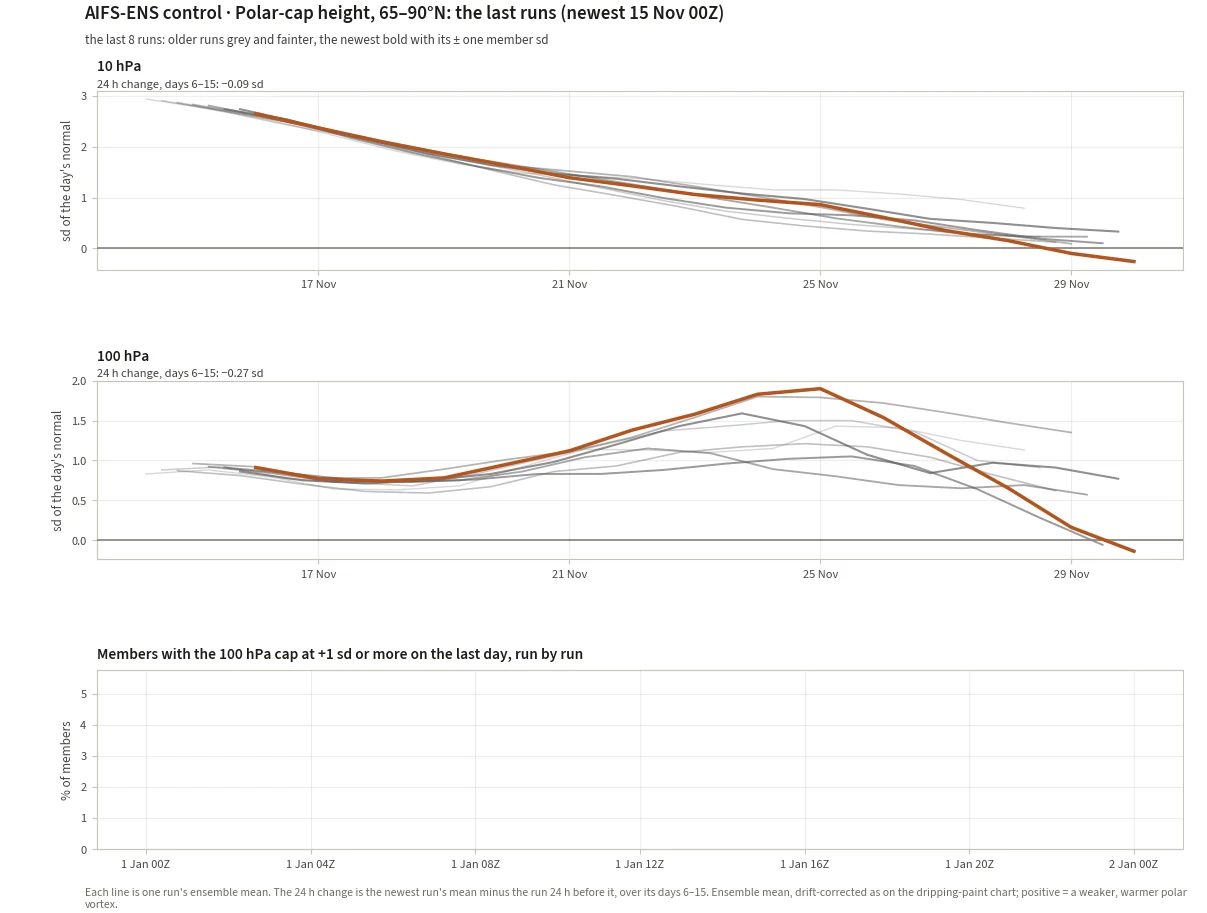 AIFS-ENS control · Polar-cap height, 65–90°N: the last runs (newest 15 Nov 00Z)
the last 8 runs: older runs grey and fainter, the newest bold with its ± one member sd
10 hPa
24 h change, days 6–15: −0.09 sd
3
2
1
0
sd of the day's normal
17 Nov
21 Nov
25 Nov
29 Nov
100 hPa
24 h change, days 6–15: −0.27 sd
2.0
1.5
1.0
0.5
0.0
sd of the day's normal
17 Nov
21 Nov
25 Nov
29 Nov
Members with the 100 hPa cap at +1 sd or more on the last day, run by run
5
4
3
2
1
0
% of members
1 Jan 00Z
1 Jan 04Z
1 Jan 08Z
1 Jan 12Z
1 Jan 16Z
1 Jan 20Z
2 Jan 00Z
Each line is one run's ensemble mean. The 24 h change is the newest run's mean minus the run 24 h before it, over its days 6–15. Ensemble mean, drift-corrected as on the dripping-paint chart; positive = a weaker, warmer polar
vortex.